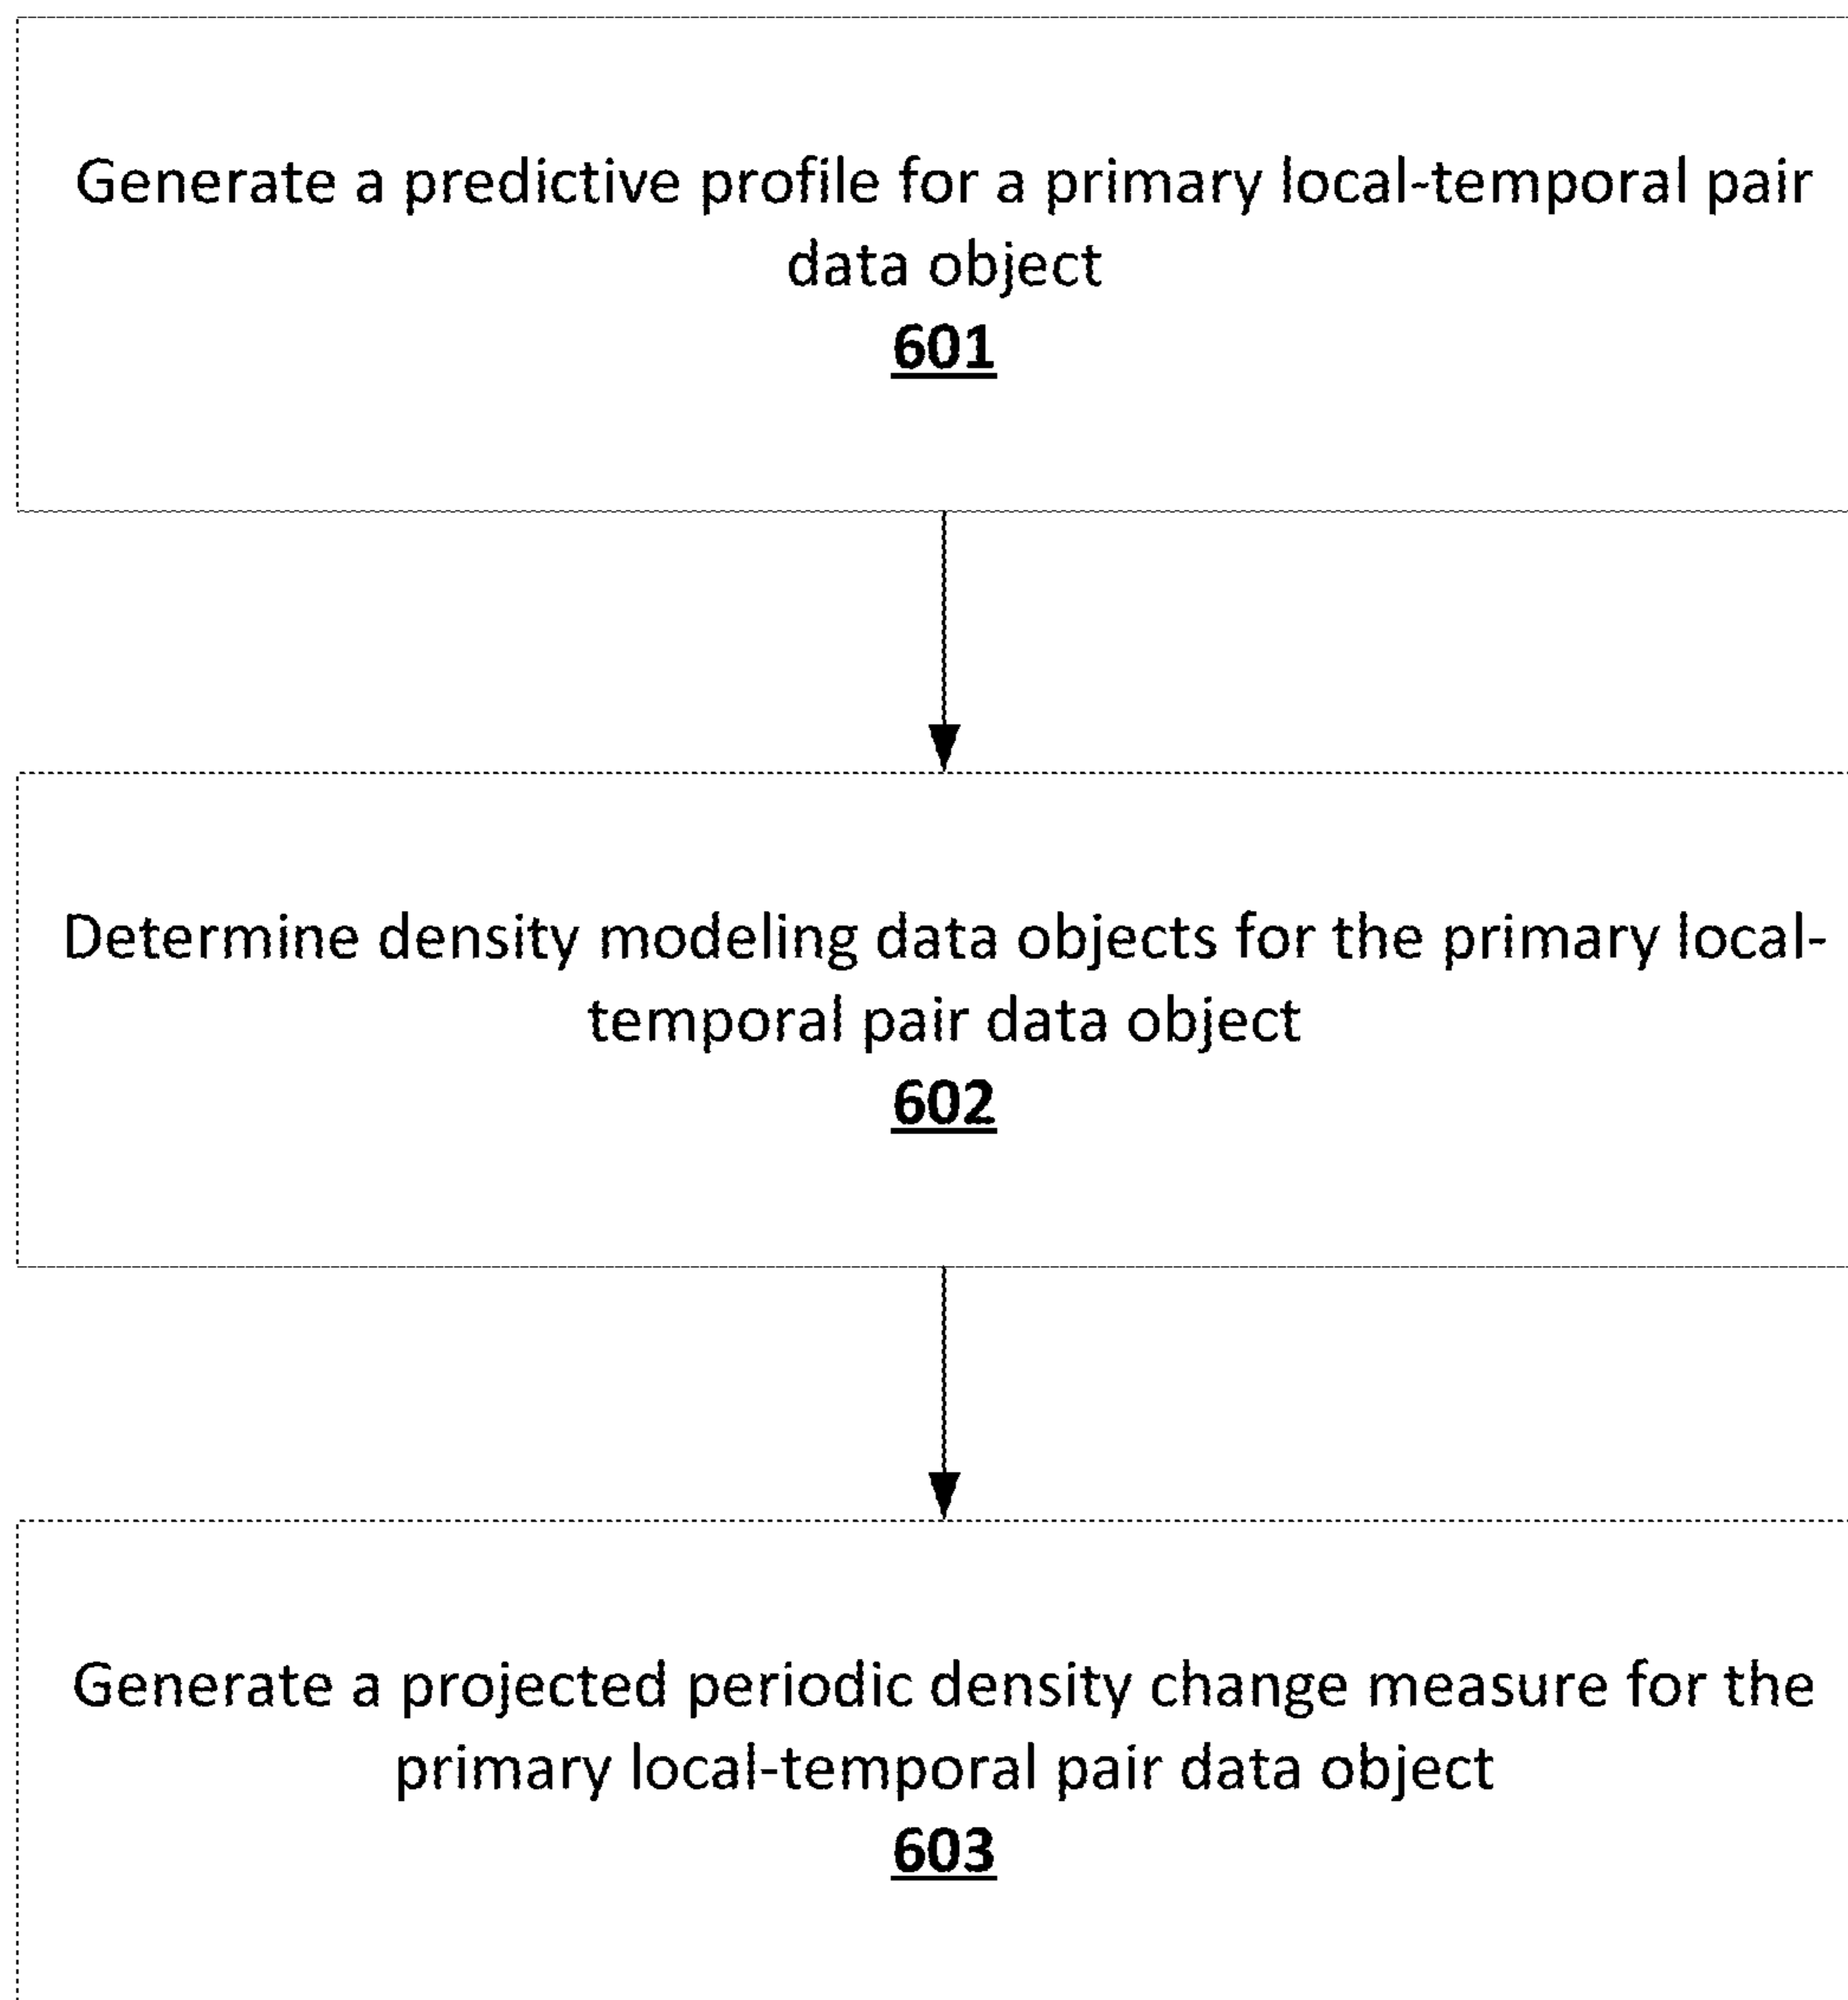 Generate a predictive profile for a primary local-temporal pair
data object
601
Determine density modeling data objects for the primary local-
temporal pair data object
602
Generate a projected periodic density change measure for the
primary local-temporal pair data object
603